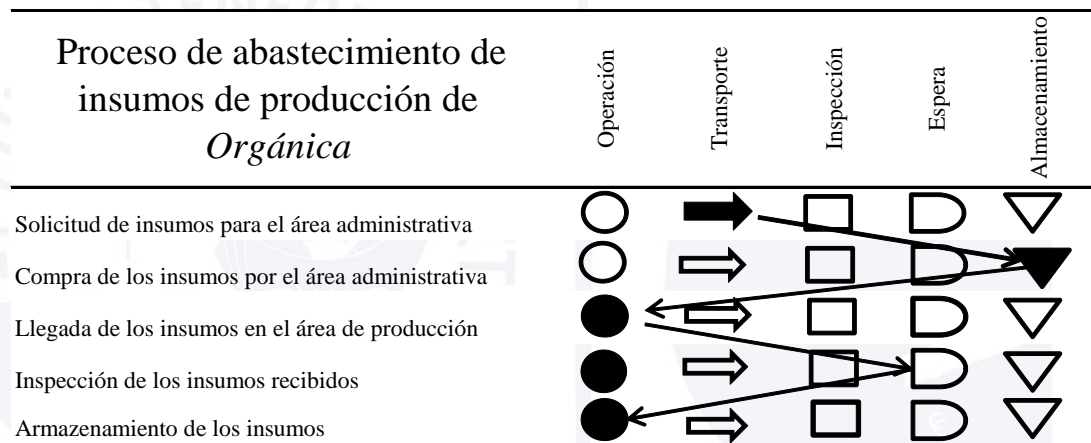 Proceso de abastecimiento de
insumos de producción de
Orgánica
Operación
Transporte
Inspección
Espera
Almacenamiento
Solicitud de insumos para el área administrativa
Compra de los insumos por el área administrativa
Llegada de los insumos en el área de producción
Inspección de los insumos recibidos
Armazenamiento de los insumos